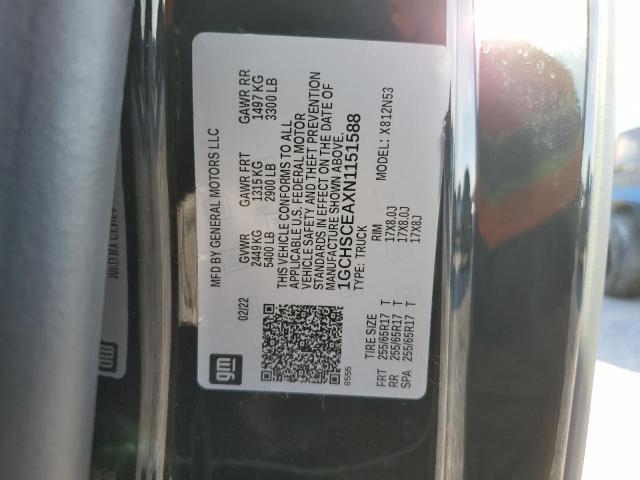 MFD BY GENERAL MOTORS LLC
02/22 GVWR GAWR FRT GAWR RR
2449 KG 1315 KG 1497 KG
5400 LB 2900 LB 3300 LB
THIS VEHICLE CONFORMS TO ALL
APPLICABLE U.S. FEDERAL MOTOR
VEHICLE SAFETY AND THEFT PREVENTION
STANDARDS IN EFFECT ON THE DATE OF
MANUFACTURE SHOWN ABOVE.
1GCHSCEAXN1151588
TYPE: TRUCK MODEL: X812N53
gm
8555
TIRE SIZE RIM
FRT 255/65R17 T 17X8.0J
RR 255/65R17 T 17X8.0J
SPA 255/65R17 T 17X8J
gm